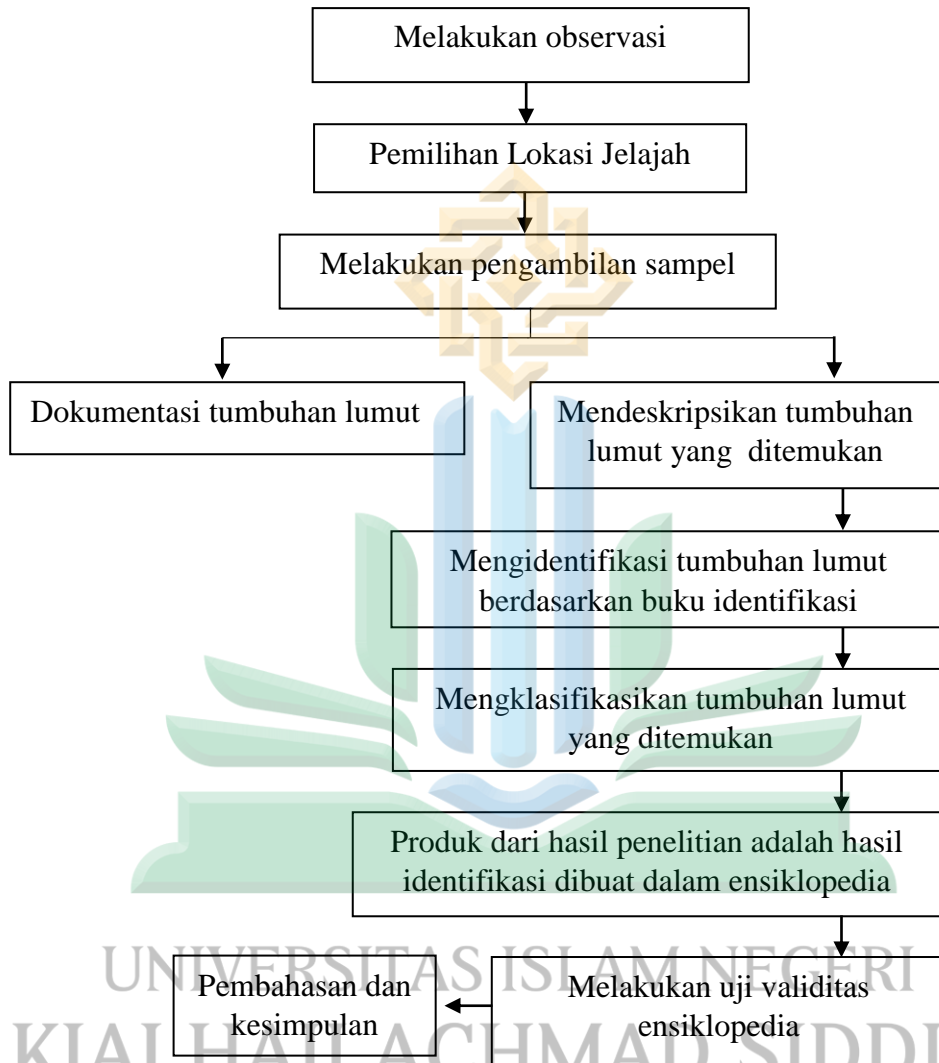 Melakukan observasi
Pemilihan Lokasi Jelajah
Melakukan pengambilan sampel
Dokumentasi tumbuhan lumut
Mendeskripsikan tumbuhan
lumut yang ditemukan
Mengidentifikasi tumbuhan lumut
berdasarkan buku identifikasi
Mengklasifikasikan tumbuhan lumut
yang ditemukan
Produk dari hasil penelitian adalah hasil
identifikasi dibuat dalam ensiklopedia
UNIVERSITAS ISLAM NEGERI
Pembahasan dan
kesimpulan
Melakukan uji validitas
ensiklopedia
KIAI HAJI ACHMAD SIDDI